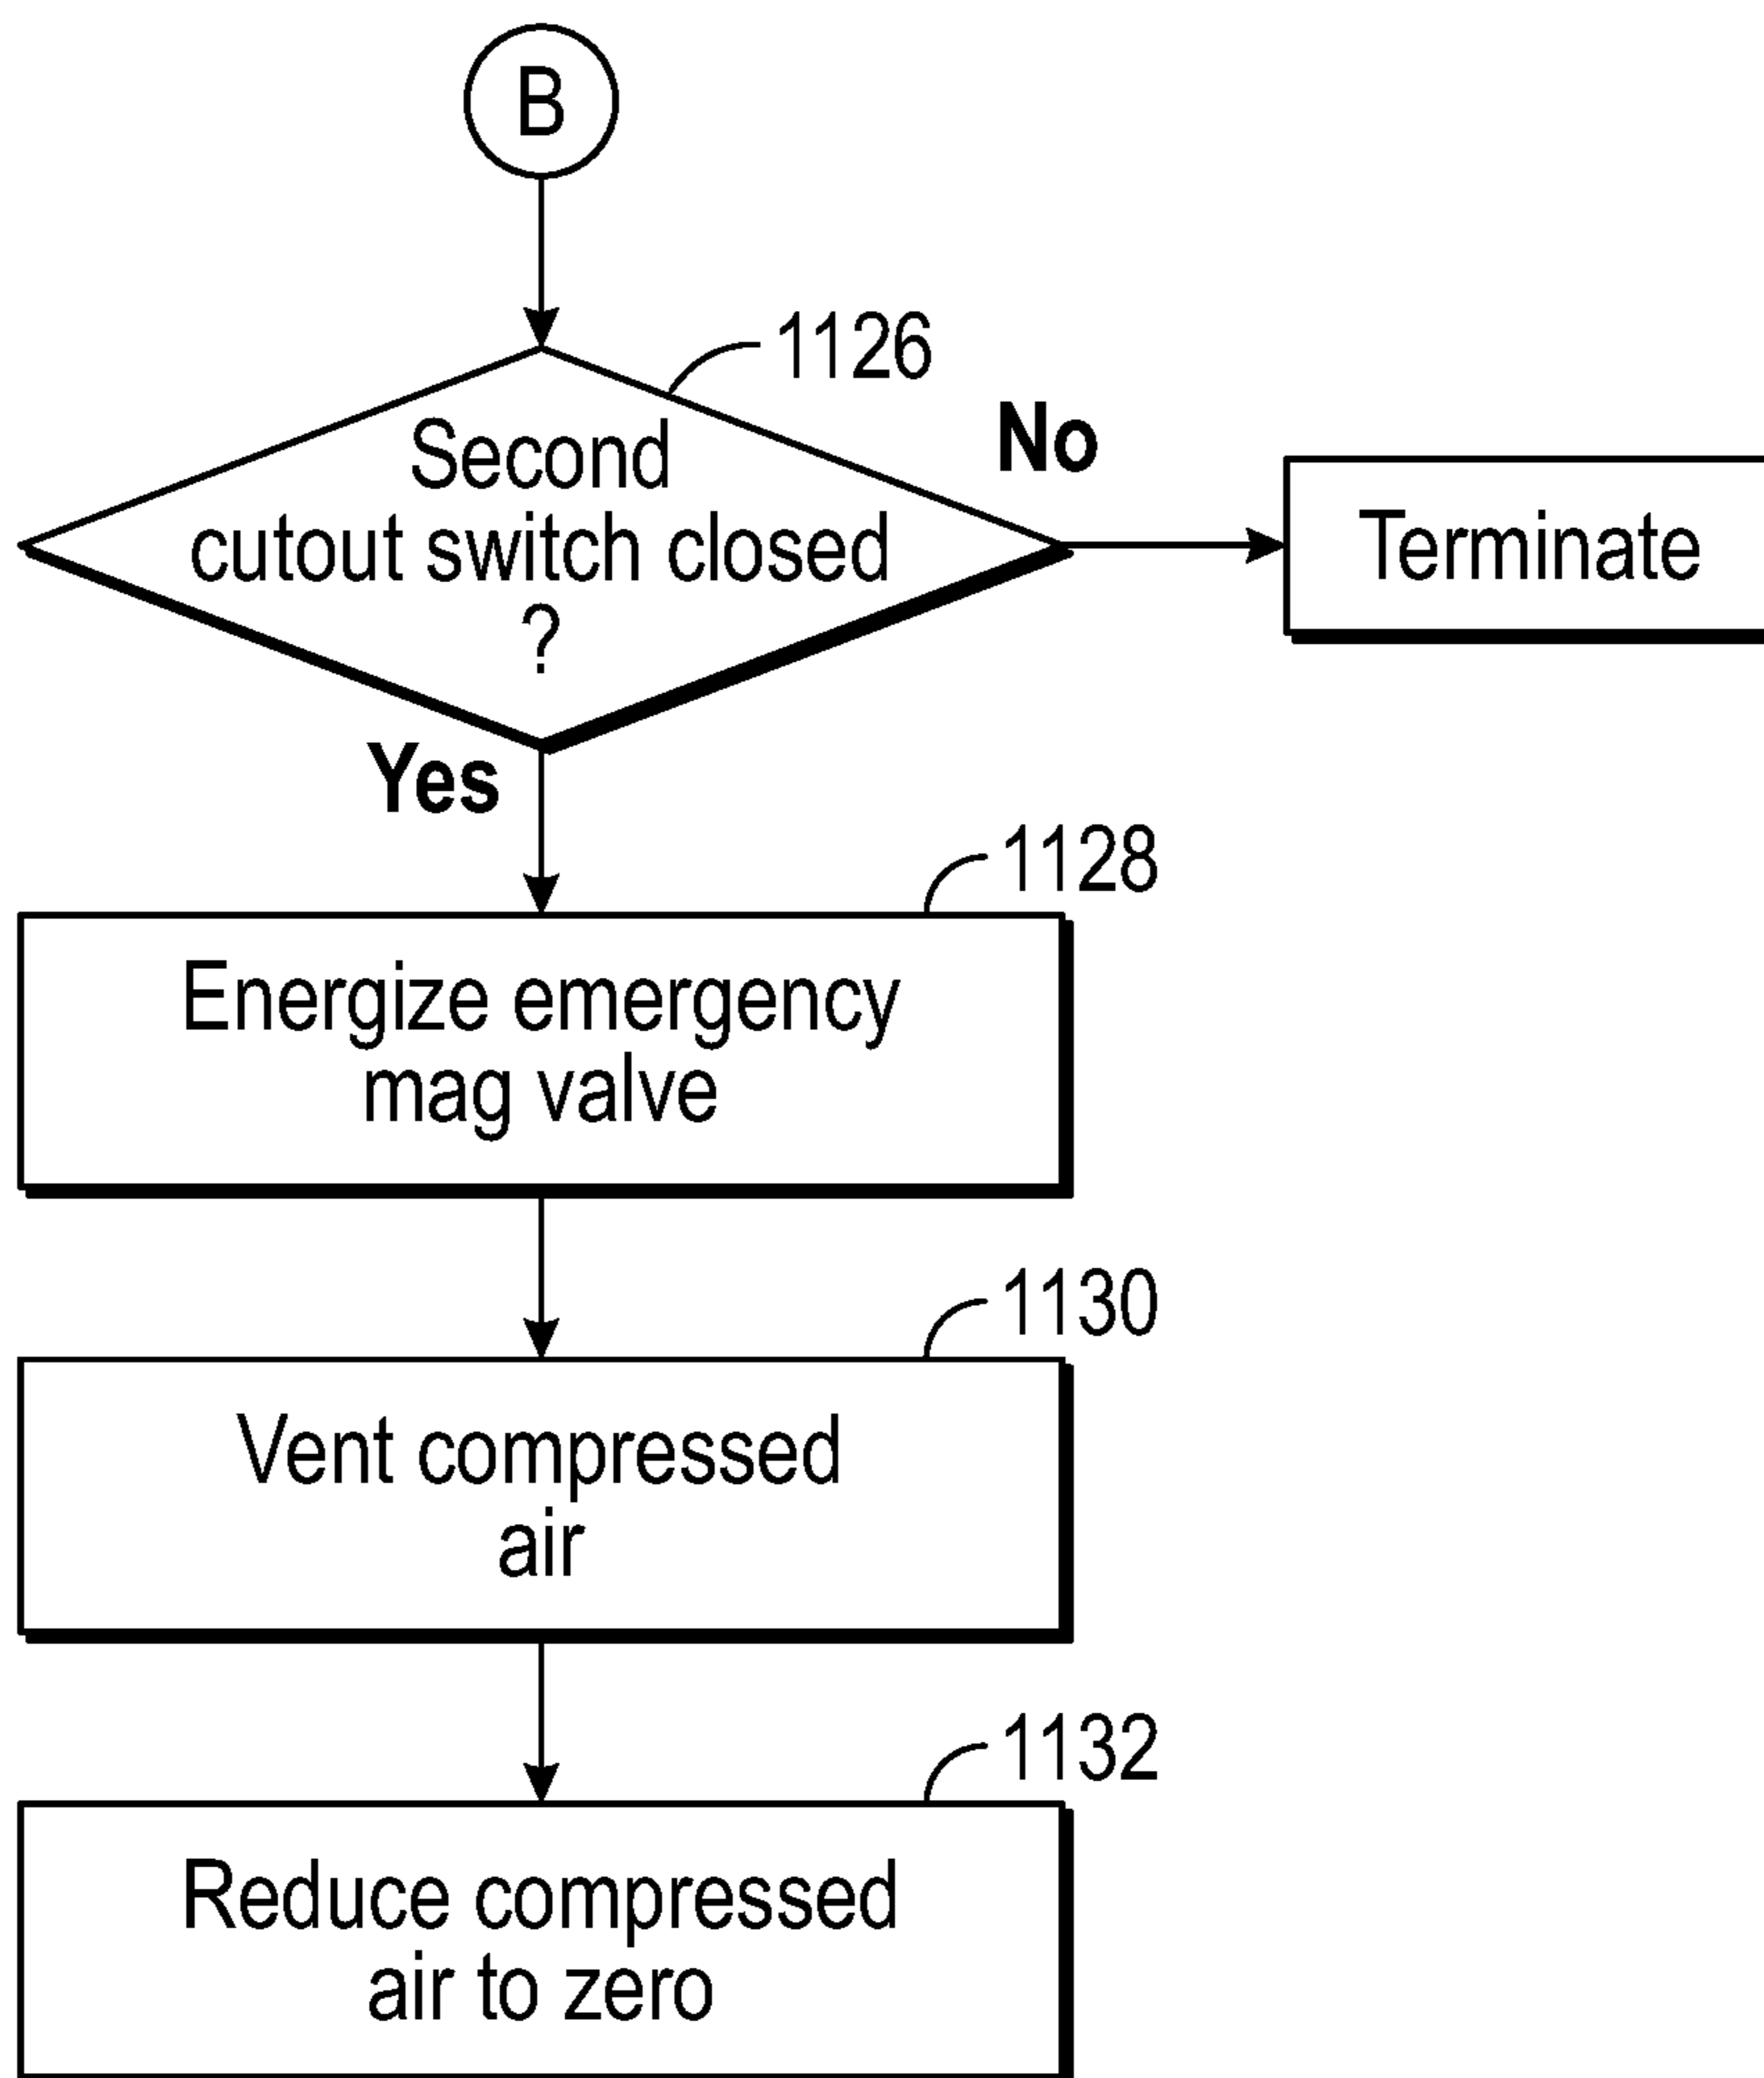 B
1126
Second
cutout switch closed
?
No
Terminate
Yes
1128
Energize emergency
mag valve
1130
Vent compressed
air
1132
Reduce compressed
air to zero